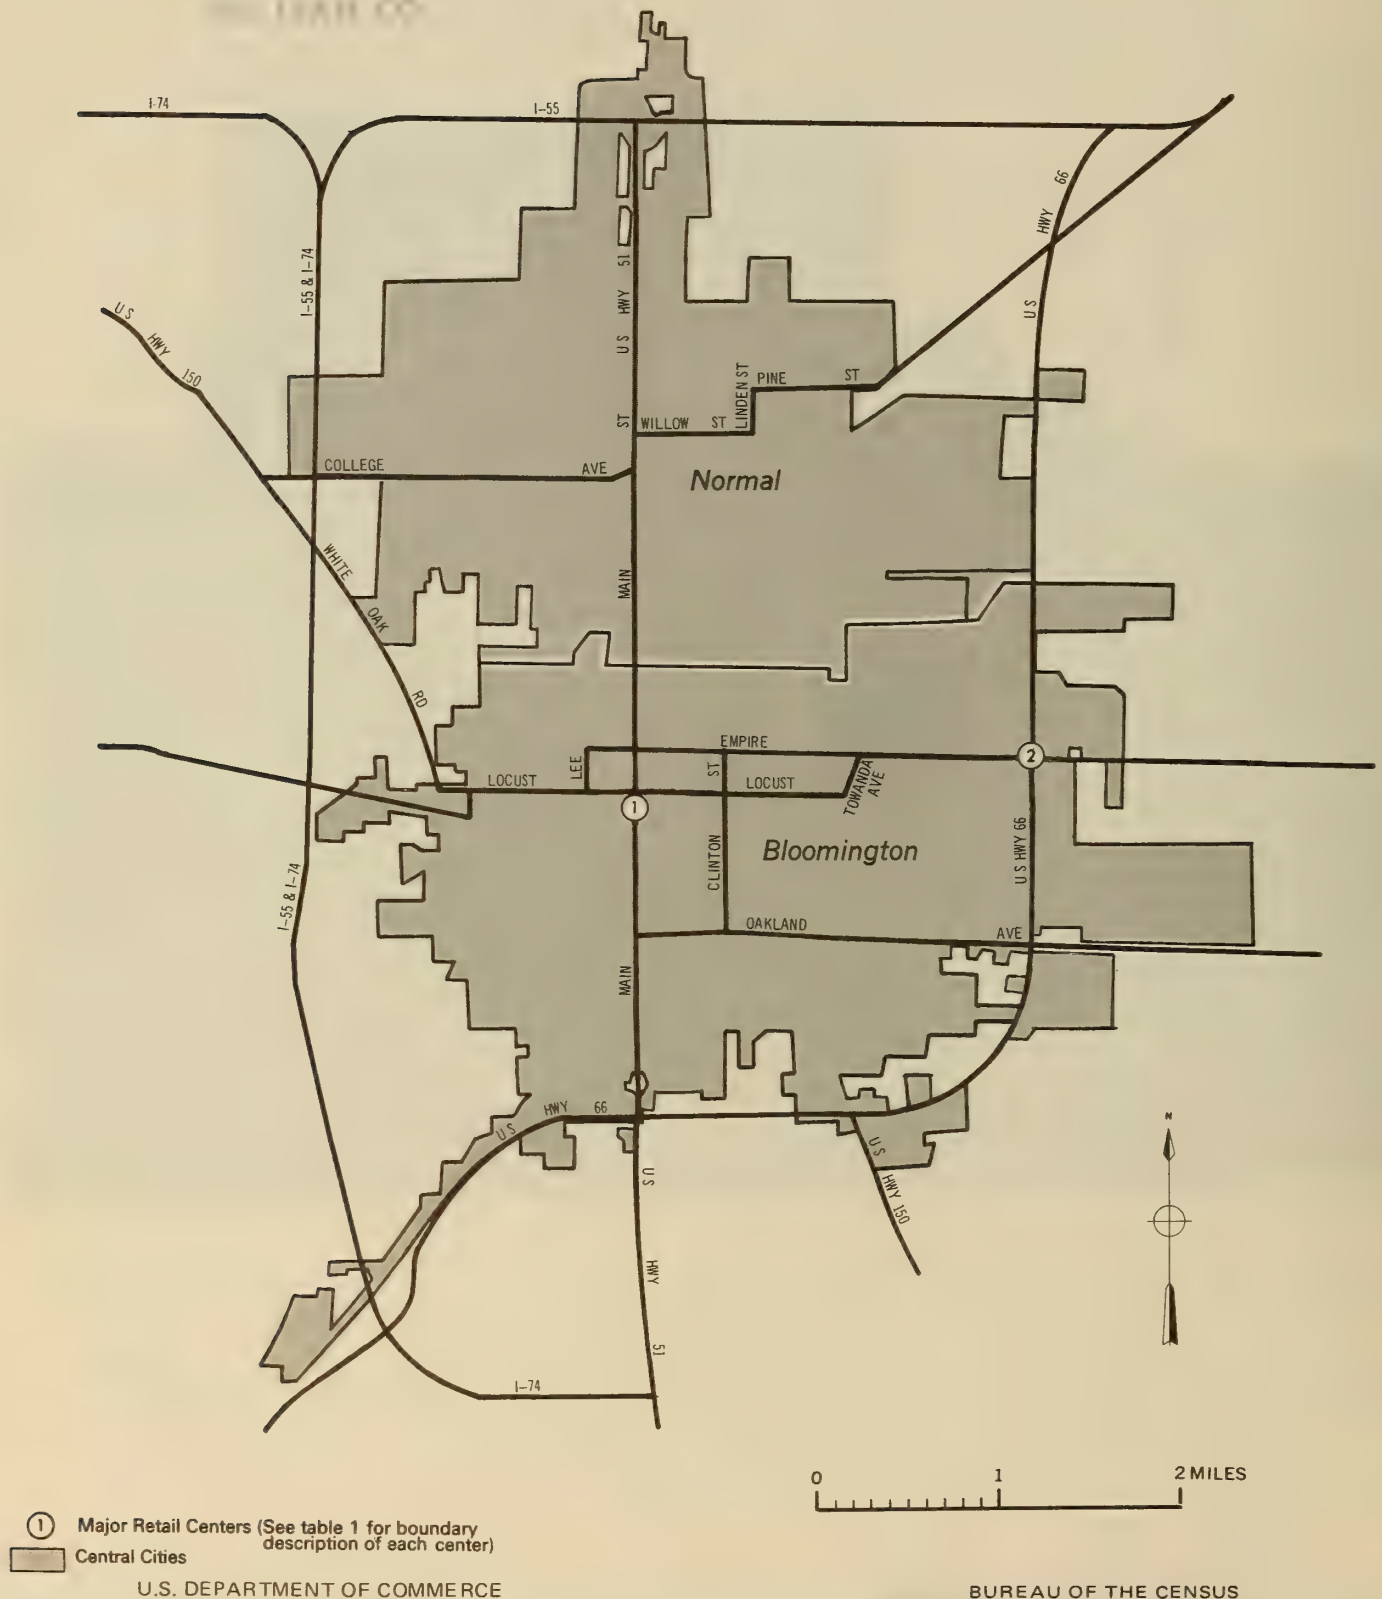 I-74
I-55
US HWY 66
I-55 & I-74
US HWY 51
US HWY 150
US
LINDEN ST
PINE ST
WILLOW ST
ST
COLLEGE AVE
Normal
WHITE OAK RD
MAIN
EMPIRE
2
LEE
ST
LOCUST
LOCUST
TOWANDA AVE
1
US HWY 66
CLINTON
Bloomington
I-55 & I-74
OAKLAND AVE
MAIN
US HWY 66
US HWY 150
N
US HWY 51
I-74
0 1 2 MILES
1 Major Retail Centers (See table 1 for boundary
description of each center)
Central Cities
U.S. DEPARTMENT OF COMMERCE
BUREAU OF THE CENSUS